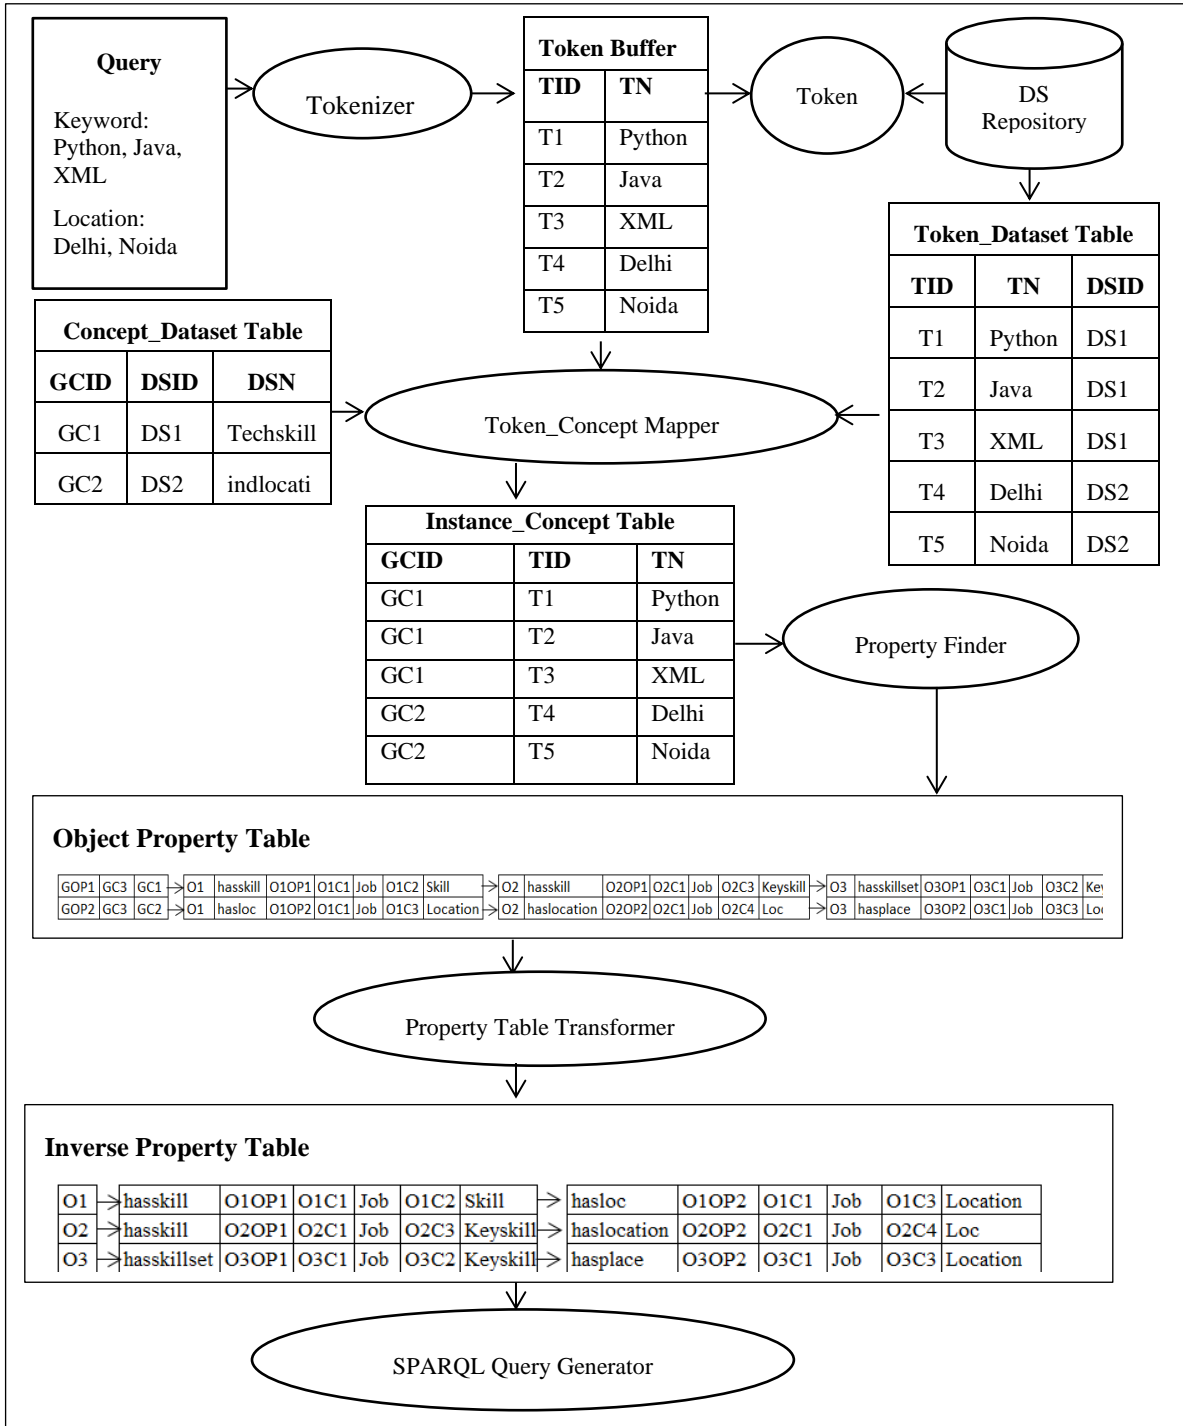 Query
Keyword:
Python, Java,
XML
Location:
Delhi, Noida
Tokenizer
Token Buffer
TID TN
T1 Python
T2 Java
T3 XML
T4 Delhi
T5 Noida
Token
DS
Repository
Token_Dataset Table
TID TN DSID
T1 Python DS1
T2 Java DS1
T3 XML DS1
T4 Delhi DS2
T5 Noida DS2
Concept_Dataset Table
GCID DSID DSN
GC1 DS1 Techskill
GC2 DS2 indlocati
Token_Concept Mapper
Instance_Concept Table
GCID TID TN
GC1 T1 Python
GC1 T2 Java
GC1 T3 XML
GC2 T4 Delhi
GC2 T5 Noida
Property Finder
Object Property Table
GOP1 GC3 GC1 O1 hasskill O1OP1 O1C1 Job O1C2 Skill O2 hasskill O2OP1 O2C1 Job O2C3 Keyskill O3 hasskillset O3OP1 O3C1 Job O3C2 Key
GOP2 GC3 GC2 O1 hasloc O1OP2 O1C1 Job O1C3 Location O2 haslocation O2OP2 O2C1 Job O2C4 Loc O3 hasplace O3OP2 O3C1 Job O3C3 Loc
Property Table Transformer
Inverse Property Table
O1 hasskill O1OP1 O1C1 Job O1C2 Skill hasloc O1OP2 O1C1 Job O1C3 Location
O2 hasskill O2OP1 O2C1 Job O2C3 Keyskill haslocation O2OP2 O2C1 Job O2C4 Loc
O3 hasskillset O3OP1 O3C1 Job O3C2 Keyskill hasplace O3OP2 O3C1 Job O3C3 Location
SPARQL Query Generator